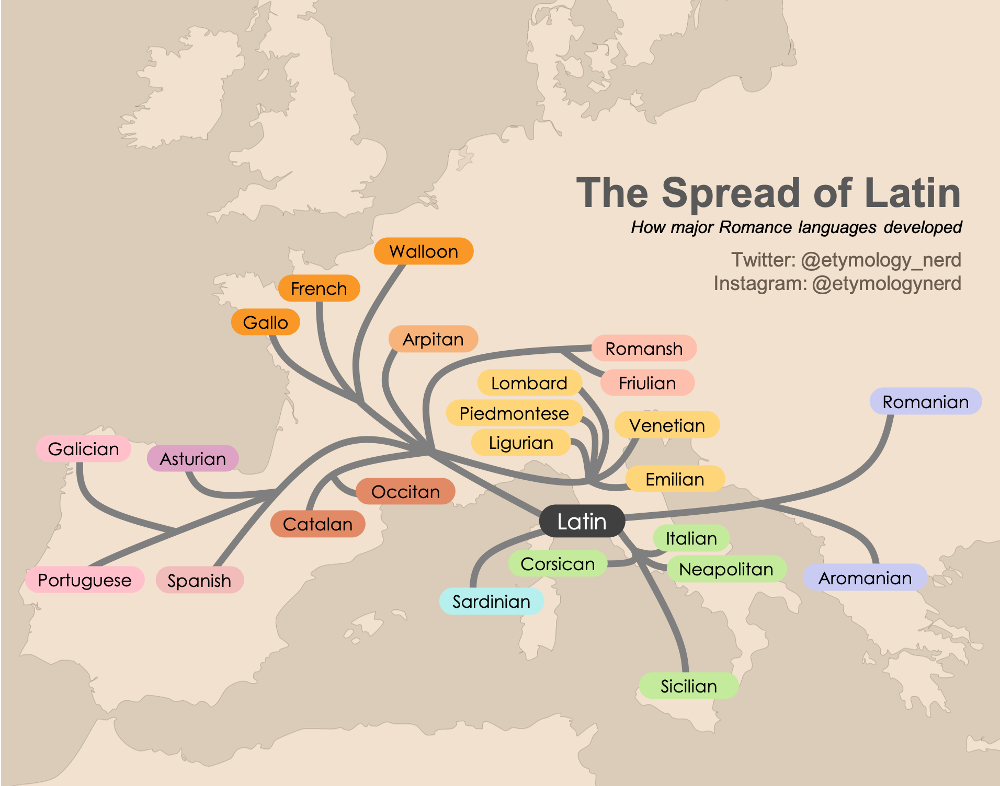 The Spread of Latin
How major Romance languages developed
Twitter: @etymology_nerd
Instagram: @etymologynerd
Walloon
French
Gallo
Arpitan
Romansh
Lombard
Friulian
Romanian
Piedmontese
Venetian
Ligurian
Galician
Asturian
Emilian
Occitan
Catalan
Latin
Italian
Corsican
Neapolitan
Portuguese
Spanish
Aromanian
Sardinian
Sicilian